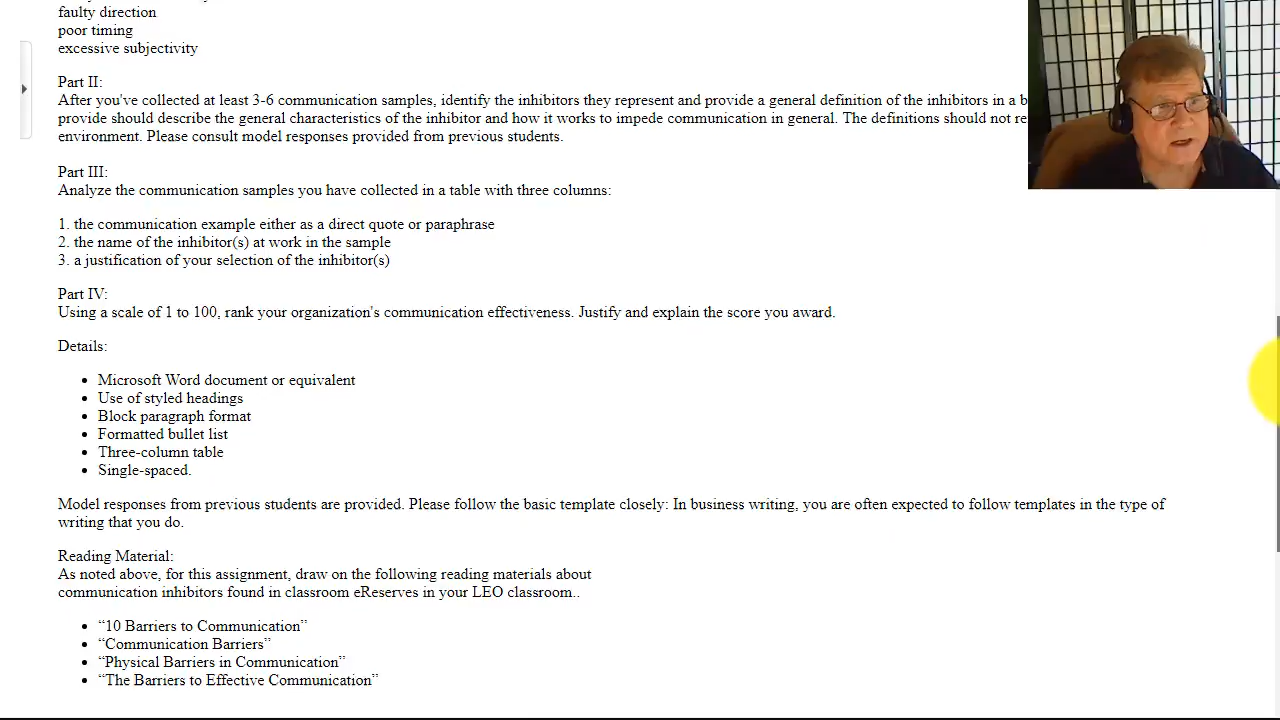 faulty direction
poor timing
excessive subjectivity
Part II:
After you've collected at least 3-6 communication samples, identify the inhibitors they represent and provide a general definition of the inhibitors in a b
provide should describe the general characteristics of the inhibitor and how it works to impede communication in general. The definitions should not re
environment. Please consult model responses provided from previous students.
Part III:
Analyze the communication samples you have collected in a table with three columns:
1. the communication example either as a direct quote or paraphrase
2. the name of the inhibitor(s) at work in the sample
3. a justification of your selection of the inhibitor(s)
Part IV:
Using a scale of 1 to 100, rank your organization's communication effectiveness. Justify and explain the score you award.
Details:
• Microsoft Word document or equivalent
• Use of styled headings
• Block paragraph format
• Formatted bullet list
• Three-column table
• Single-spaced.
Model responses from previous students are provided. Please follow the basic template closely: In business writing, you are often expected to follow templates in the type of
writing that you do.
Reading Material:
As noted above, for this assignment, draw on the following reading materials about
communication inhibitors found in classroom eReserves in your LEO classroom..
• “10 Barriers to Communication”
• “Communication Barriers”
• “Physical Barriers in Communication”
• “The Barriers to Effective Communication”